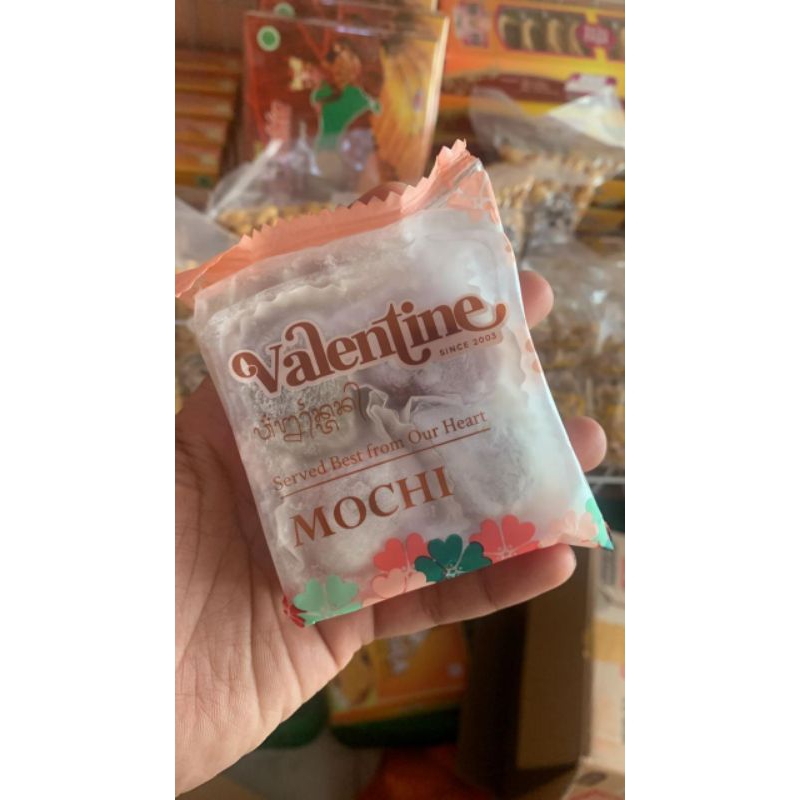 Valentine
SINCE 2003
Served Best from Our Heart
MOCHI